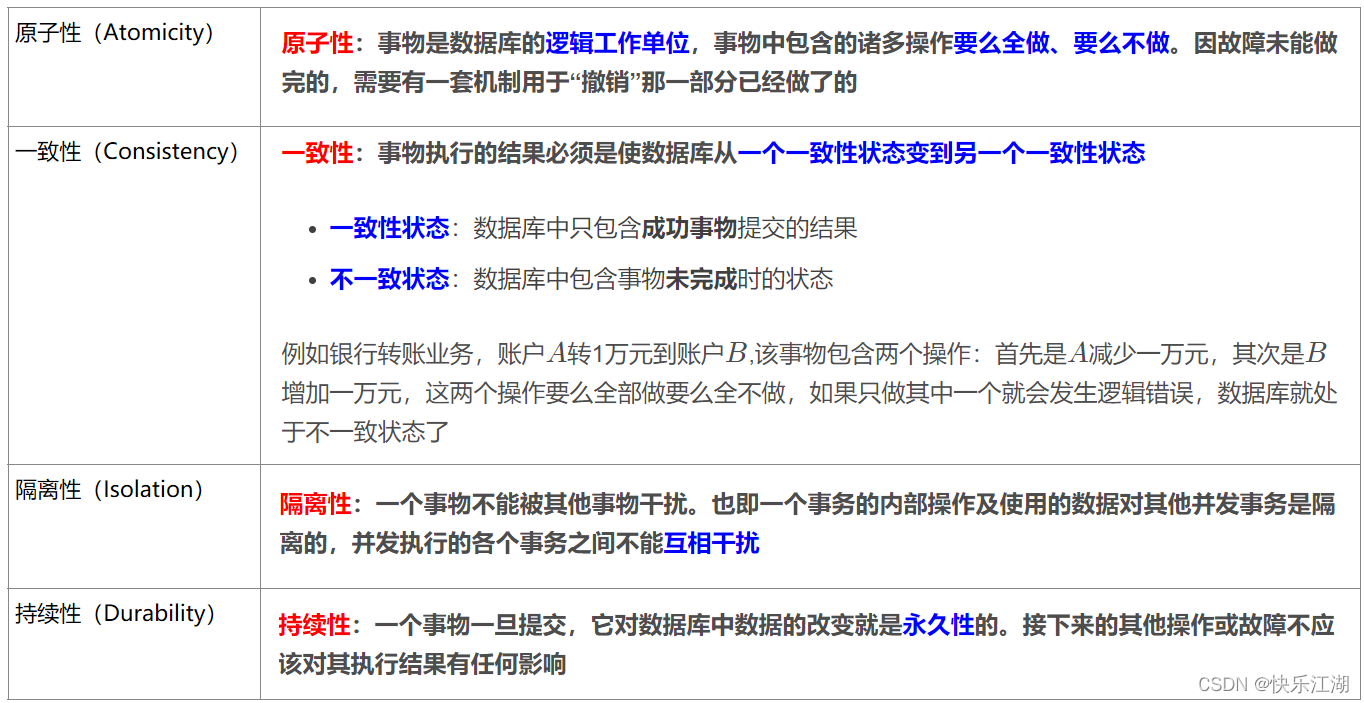 原子性（Atomicity）
原子性：事物是数据库的逻辑工作单位，事物中包含的诸多操作要么全做、要么不做。因故障未能做
完的，需要有一套机制用于“撤销”那一部分已经做了的
一致性（Consistency）
一致性：事物执行的结果必须是使数据库从一个一致性状态变到另一个一致性状态
• 一致性状态：数据库中只包含成功事物提交的结果
• 不一致状态：数据库中包含事物未完成时的状态
例如银行转账业务，账户A转1万元到账户B,该事物包含两个操作：首先是A减少一万元，其次是B
增加一万元，这两个操作要么全部做要么全不做，如果只做其中一个就会发生逻辑错误，数据库就处
于不一致状态了
隔离性（Isolation）
隔离性：一个事物不能被其他事物干扰。也即一个事务的内部操作及使用的数据对其他并发事务是隔
离的，并发执行的各个事务之间不能互相干扰
持续性（Durability）
持续性：一个事物一旦提交，它对数据库中数据的改变就是永久性的。接下来的其他操作或故障不应
该对其执行结果有任何影响
CSDN @快乐江湖